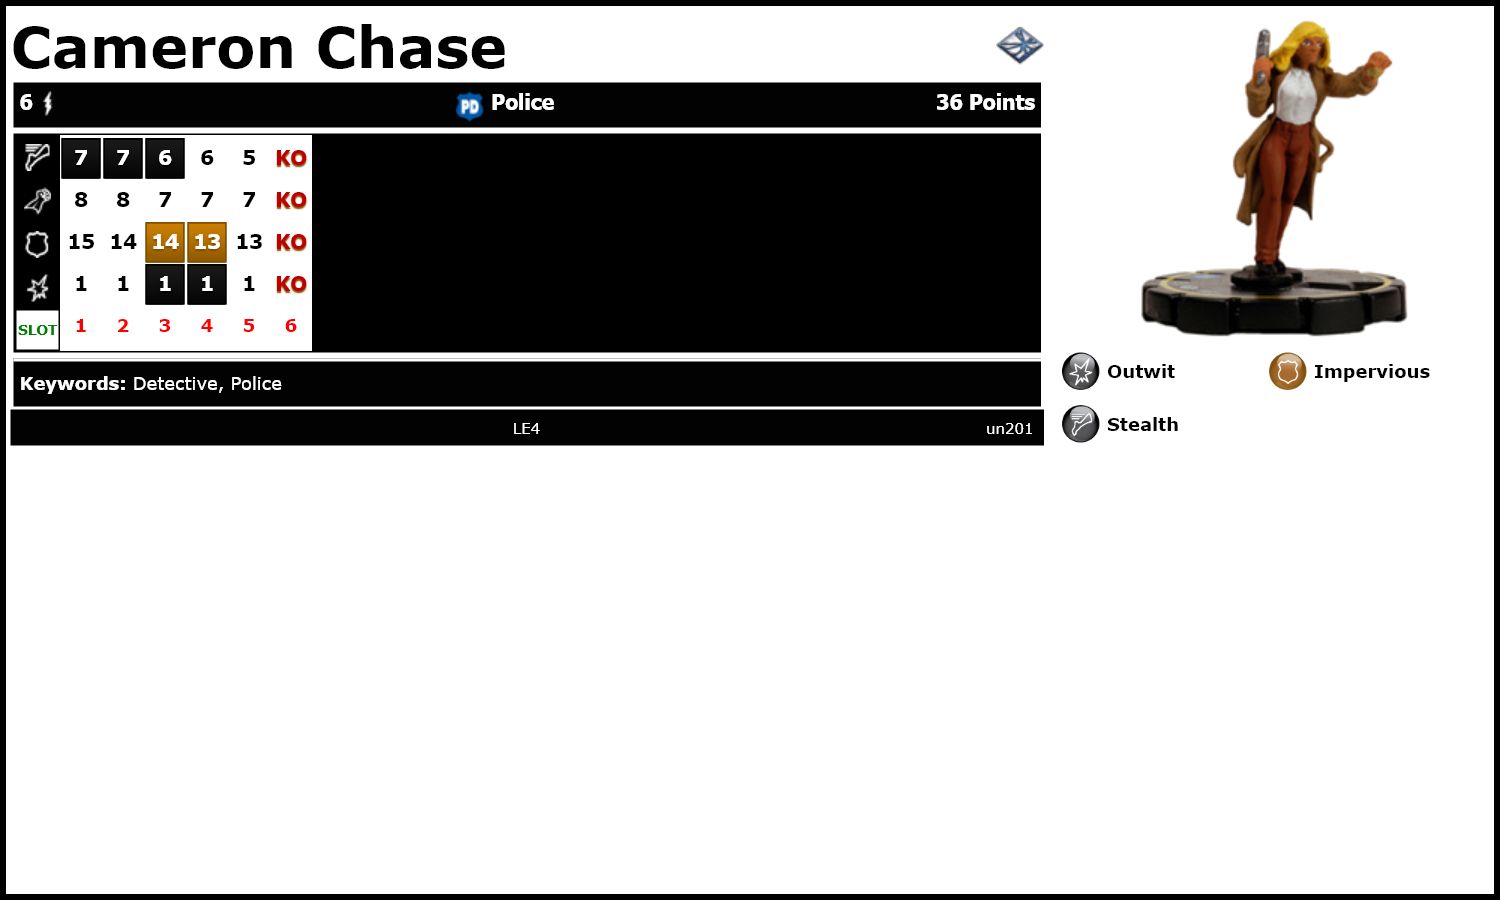 Cameron Chase
6 PD Police 36 Points
7 7 6 6 5 KO
8 8 7 7 7 KO
15 14 14 13 13 KO
1 1 1 1 1 KO
SLOT 1 2 3 4 5 6
Keywords: Detective, Police
LE4 un201
Outwit Impervious
Stealth